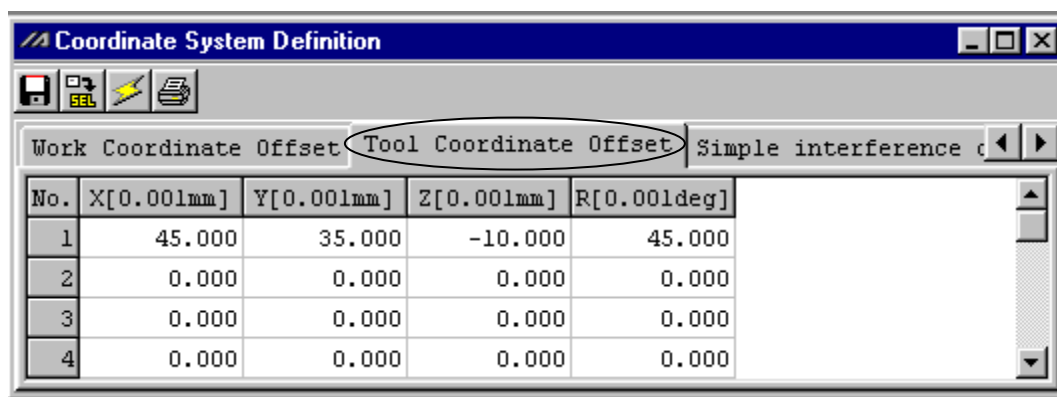 Coordinate System Definition
SEL
Work Coordinate Offset Tool Coordinate Offset Simple interference
No. X[0.001mm] Y[0.001mm] Z[0.001mm] R[0.001deg]
1 45.000 35.000 -10.000 45.000
2 0.000 0.000 0.000 0.000
3 0.000 0.000 0.000 0.000
4 0.000 0.000 0.000 0.000